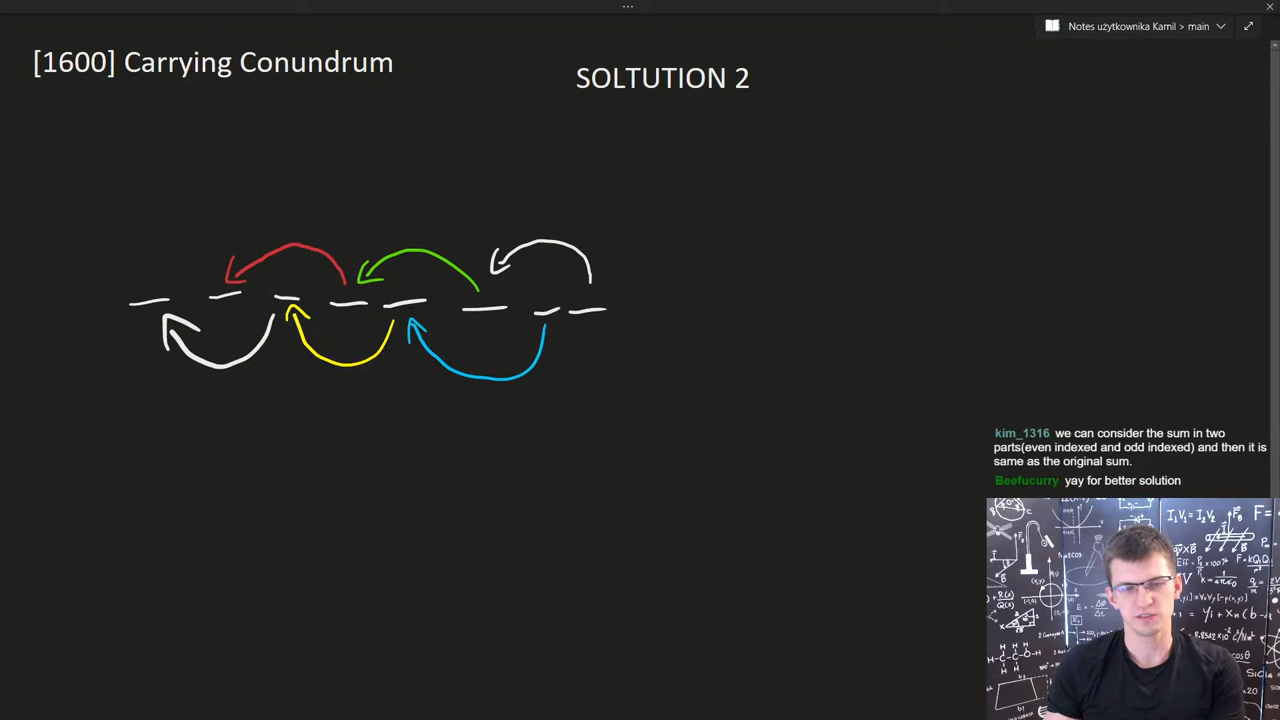 ...
Notes użytkownika Kamil > main
[1600] Carrying Conundrum
SOLTUTION 2
kim_1316 we can consider the sum in two
parts(even indexed and odd indexed) and then it is
same as the original sum.
Beefucurry yay for better solution